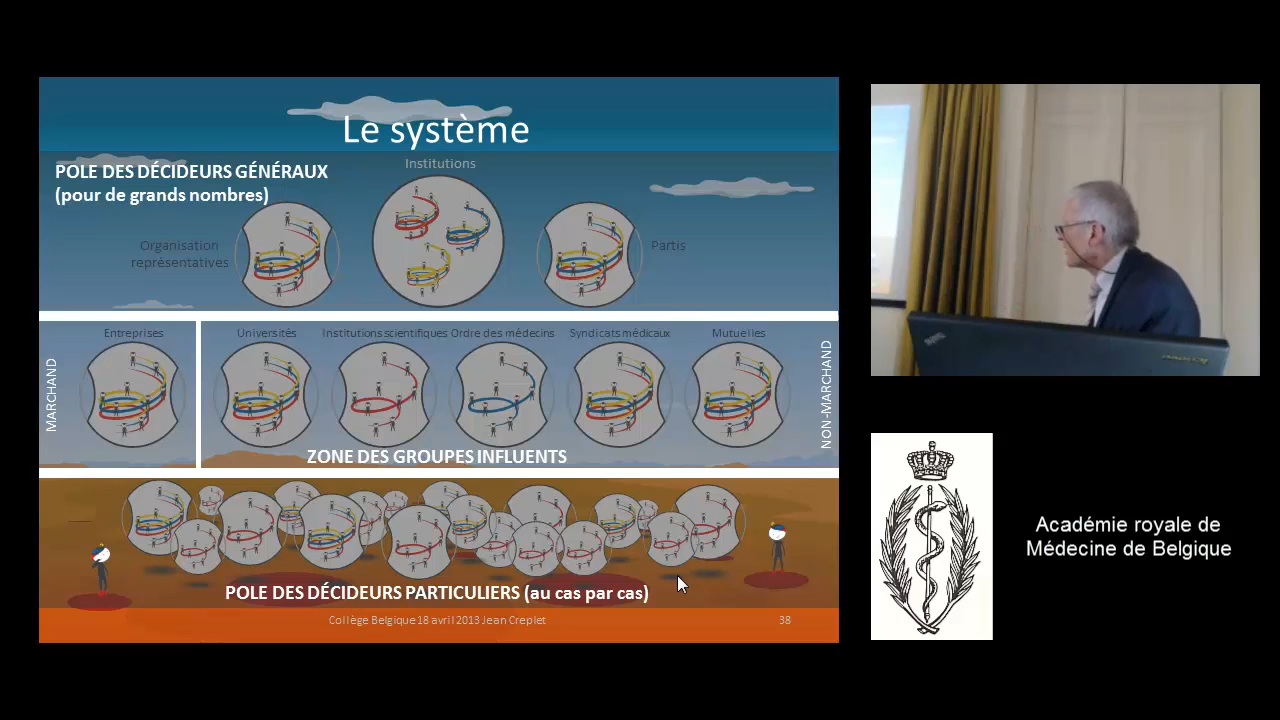 Le système
Institutions
POLE DES DÉCIDEURS GÉNÉRAUX
(pour de grands nombres)
Organisation
représentatives
Partis
Entreprises
Universités
Institutions scientifiques
Ordre des médecins
Syndicats médicaux
Mutuelles
MARCHAND
NON-MARCHAND
ZONE DES GROUPES INFLUENTS
POLE DES DÉCIDEURS PARTICULIERS (au cas par cas)
Collège Belgique 18 avril 2013 Jean Creplet
38
Académie royale de
Médecine de Belgique